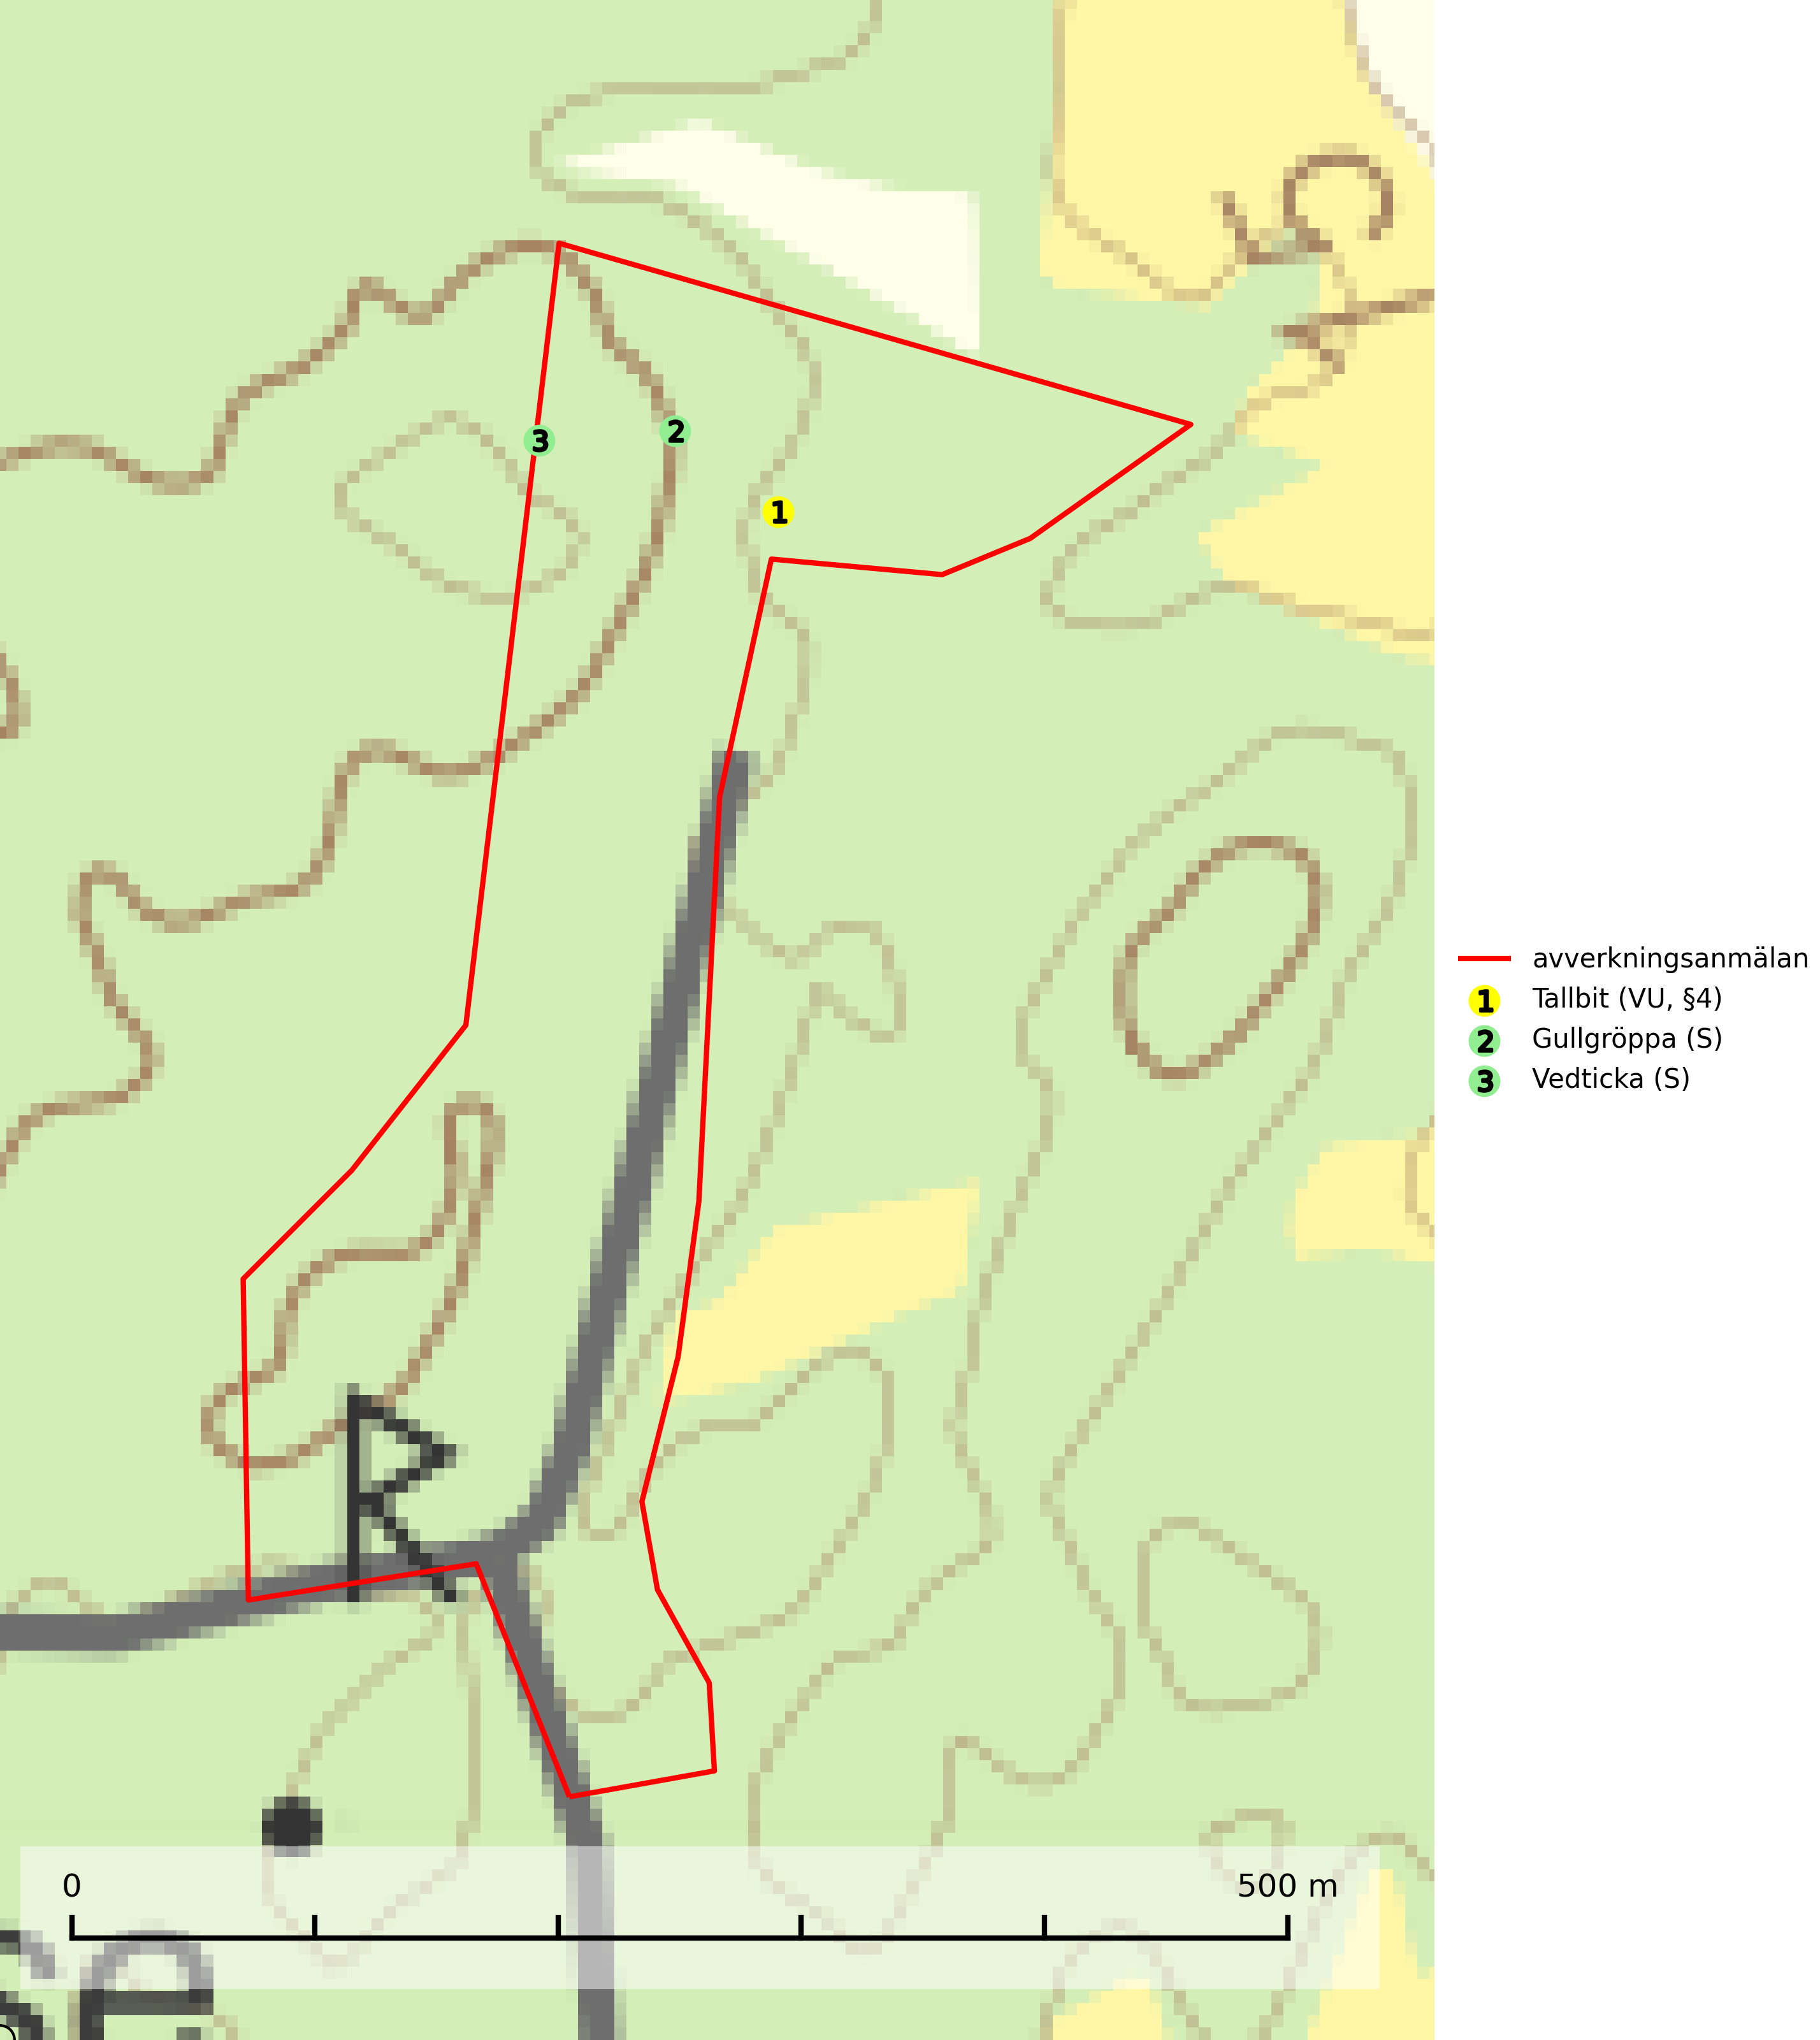 1
2
3
R
0
500 m
avverkningsanmälan
1 Tallbit (VU, §4)
2 Gullgröppa (S)
3 Vedticka (S)